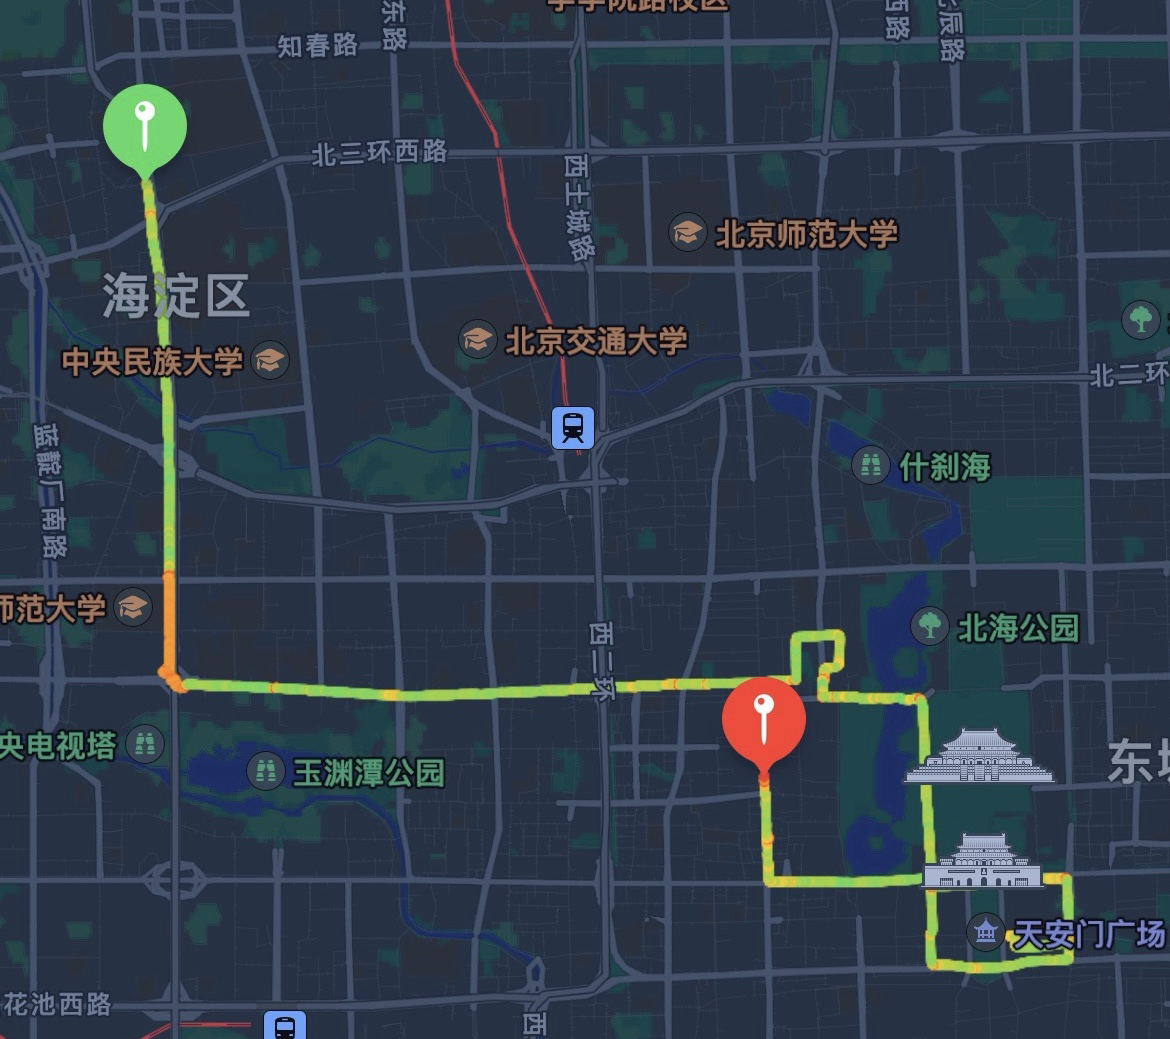 学院路校区
东路
西路
北辰路
知春路
北三环西路
西土城路
北京师范大学
海淀区
北京交通大学
中央民族大学
北二环
蓝靛厂南路
什刹海
师范大学
北海公园
西二环
央电视塔
玉渊潭公园
东城
天安门广场
花池西路
西